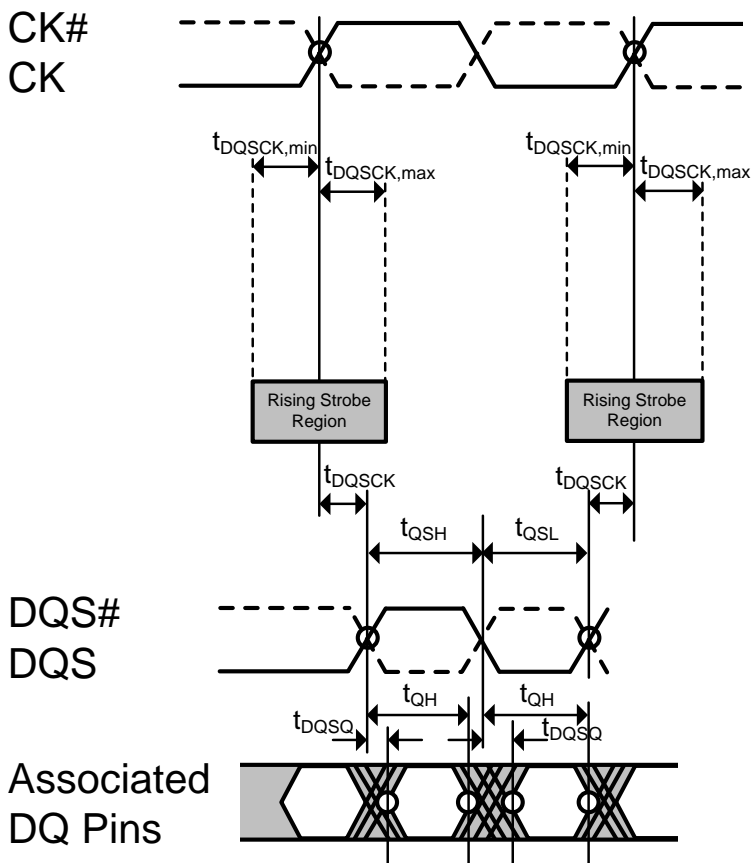 CK#
CK
tDQSCK,min
tDQSCK,max
tDQSCK,min
tDQSCK,max
Rising Strobe
Region
Rising Strobe
Region
tDQSCK
tDQSCK
tQSH
tQSL
DQS#
DQS
tQH
tQH
tDQSQ
tDQSQ
Associated
DQ Pins